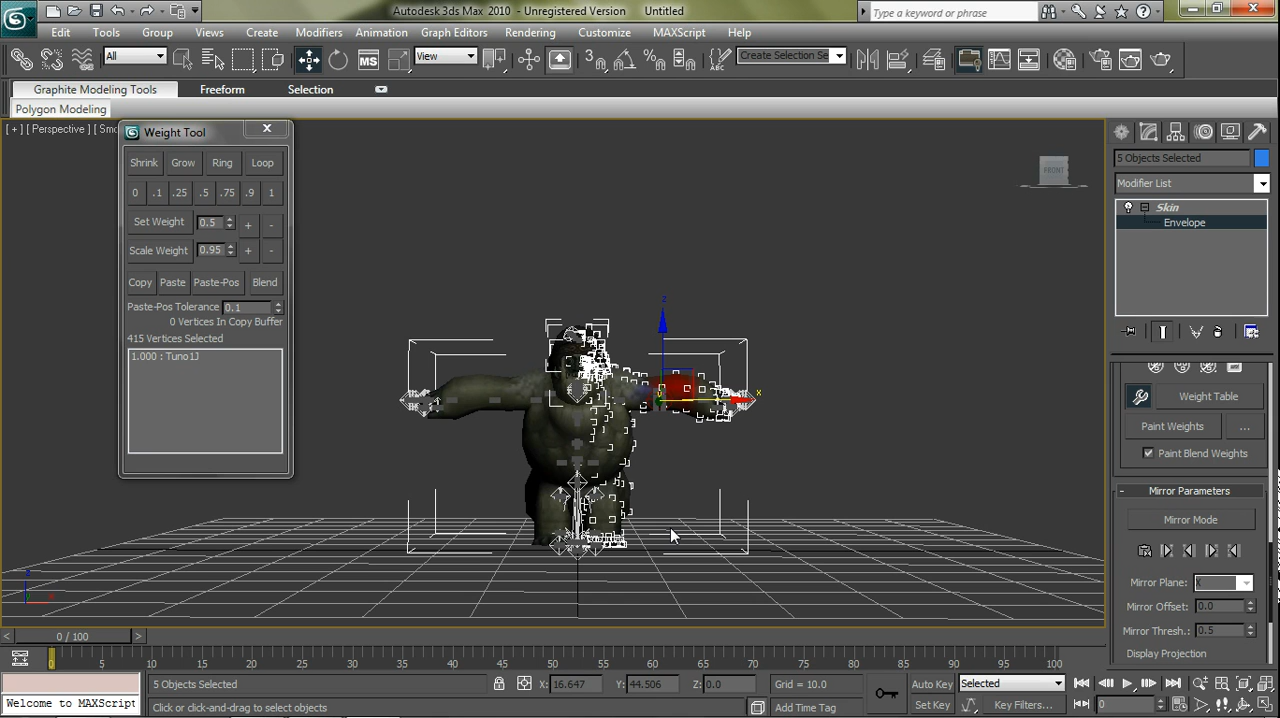 Autodesk 3ds Max 2010 - Unregistered Version Untitled
Type a keyword or phrase
Edit Tools Group Views Create Modifiers Animation Graph Editors Rendering Customize MAXScript Help
All View Create Selection Se
Graphite Modeling Tools Freeform Selection
Polygon Modeling
[ + ] [ Perspective ] [ Smo
Weight Tool
Shrink Grow Ring Loop
0 .1 .25 .5 .75 .9 1
Set Weight 0.5 + -
Scale Weight 0.95 + -
Copy Paste Paste-Pos Blend
Paste-Pos Tolerance 0.1
0 Vertices In Copy Buffer
415 Vertices Selected
1.000 : Tuno1J
FRONT
z
x
5 Objects Selected
Modifier List
Skin
Envelope
Weight Table
Paint Weights ...
Paint Blend Weights
- Mirror Parameters
Mirror Mode
Mirror Plane: X
Mirror Offset: 0.0
Mirror Thresh.: 0.5
Display Projection
< 0 / 100 >
0 5 10 15 20 25 30 35 40 45 50 55 60 65 70 75 80 85 90 95 100
5 Objects Selected X: 16.647 Y: 44.506 Z: 0.0 Grid = 10.0 Auto Key Selected
Welcome to MAXScript Click or click-and-drag to select objects Add Time Tag Set Key Key Filters... 0